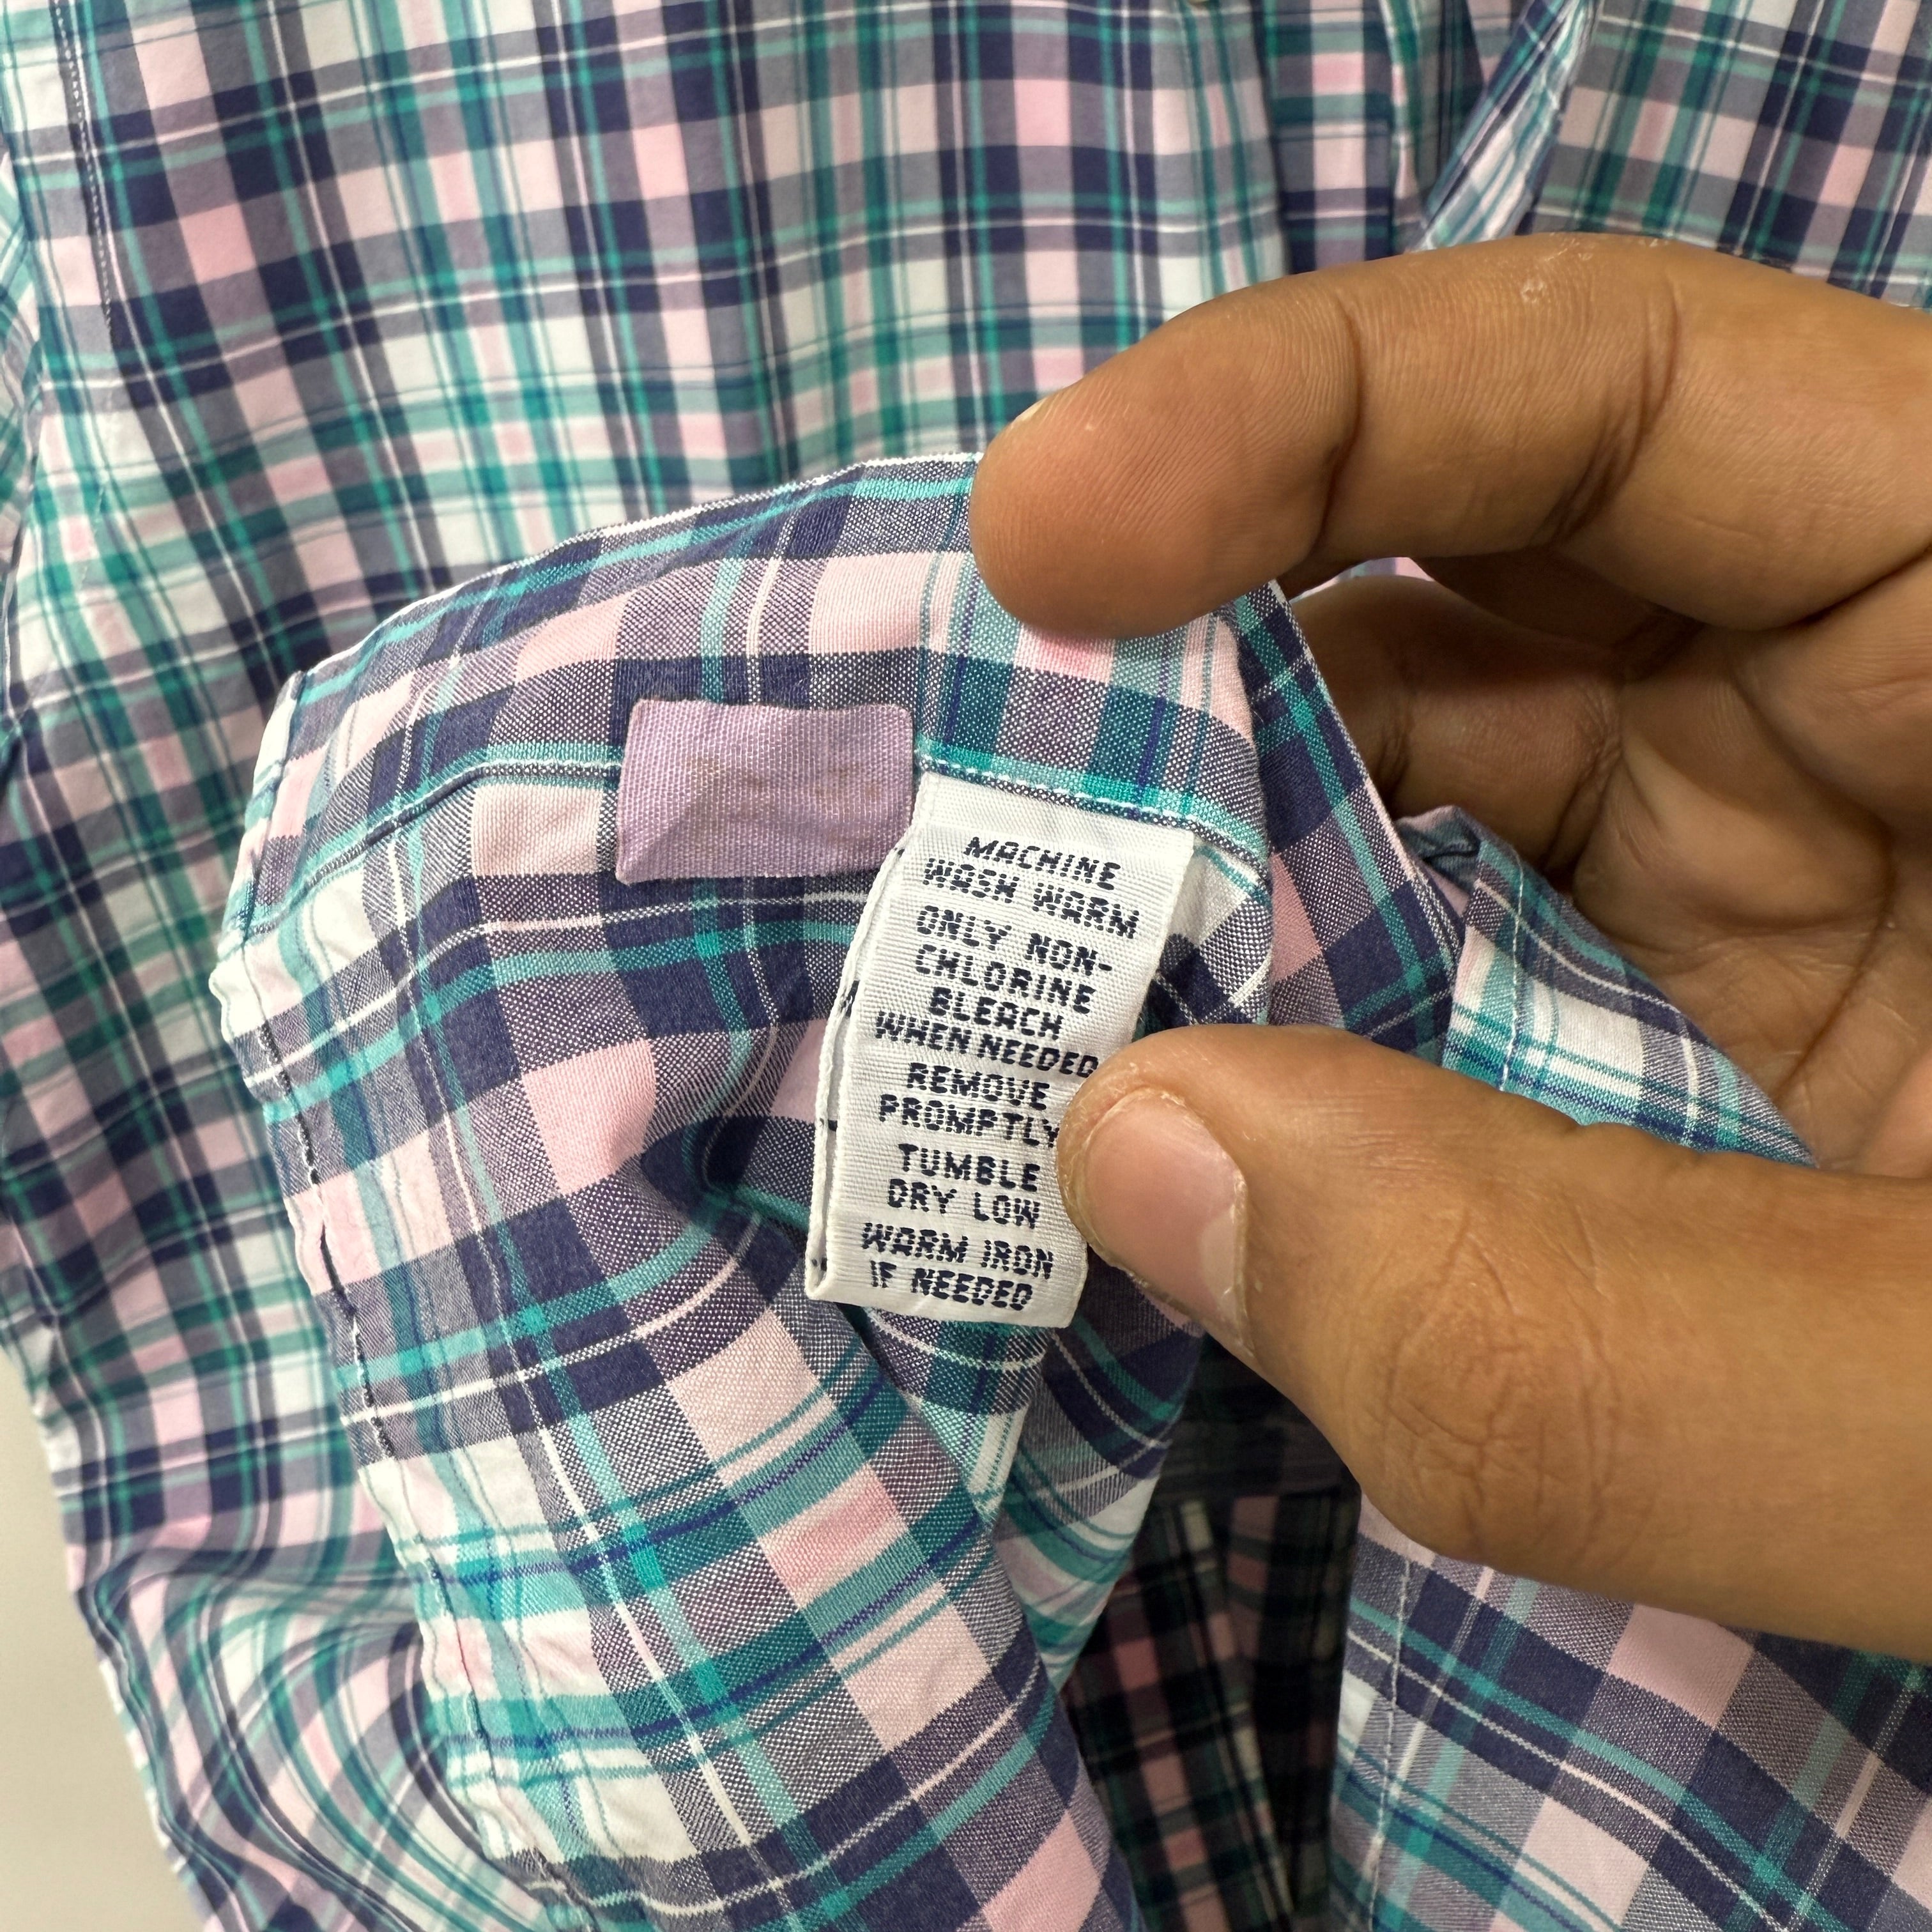 MACHINE
WASH WARM
ONLY NON-
CHLORINE
BLEACH
WHEN NEEDED
REMOVE
PROMPTLY
TUMBLE
DRY LOW
WARM IRON
IF NEEDED